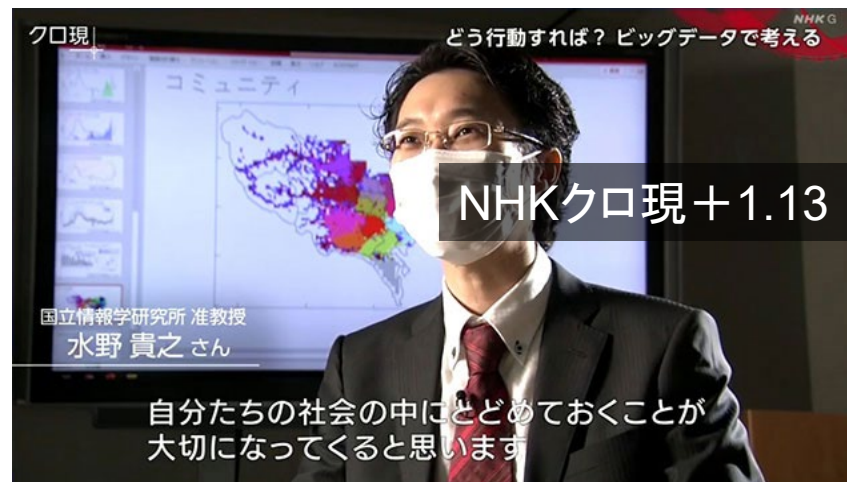 クロ現
NHK G
どう行動すれば? ビッグデータで考える
コミュニティ
NHKクロ現＋1.13
国立情報学研究所 准教授
水野 貴之 さん
自分たちの社会の中にとどめておくことが
大切になってくると思います